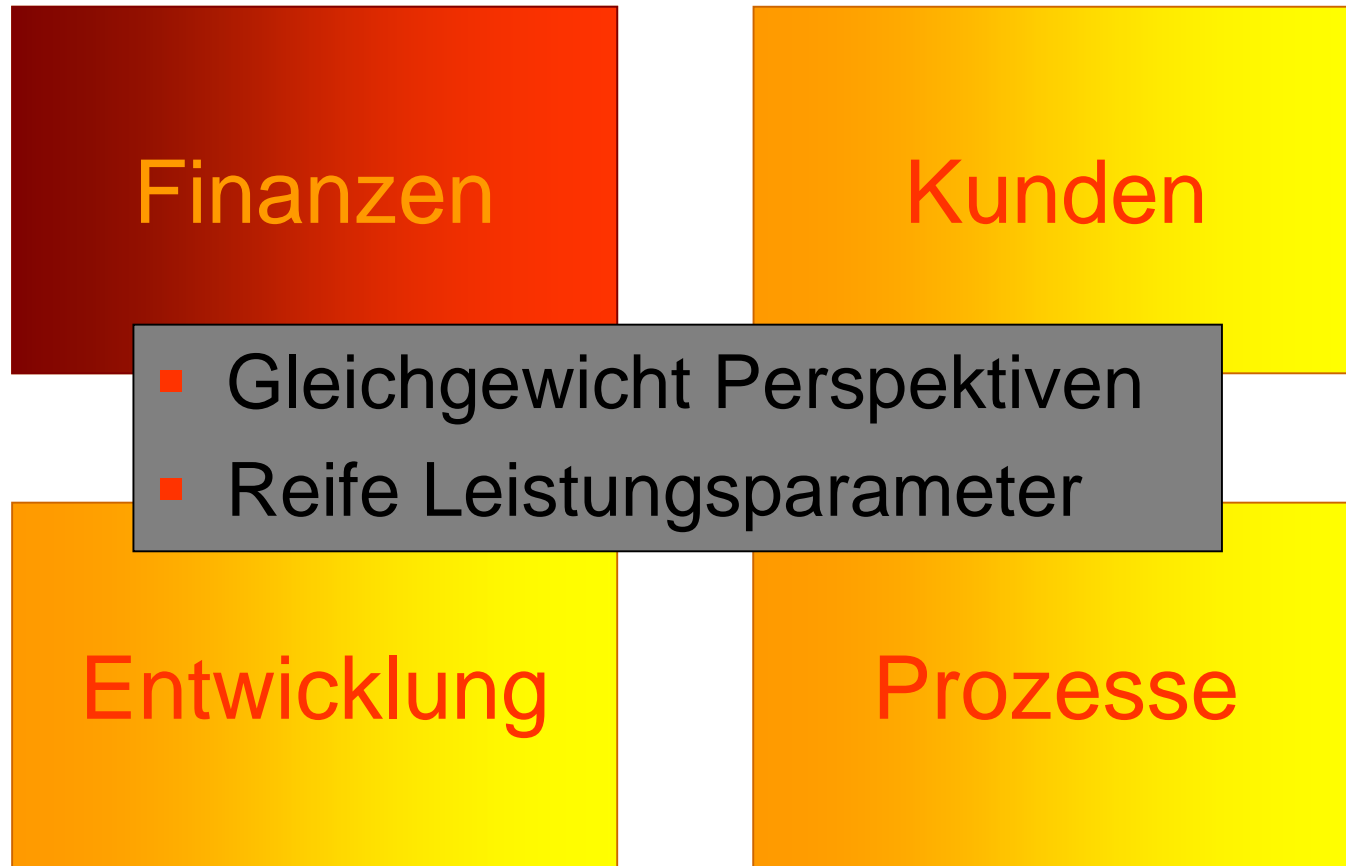 Finanzen
Kunden
Gleichgewicht Perspektiven
Reife Leistungsparameter
Entwicklung
Prozesse